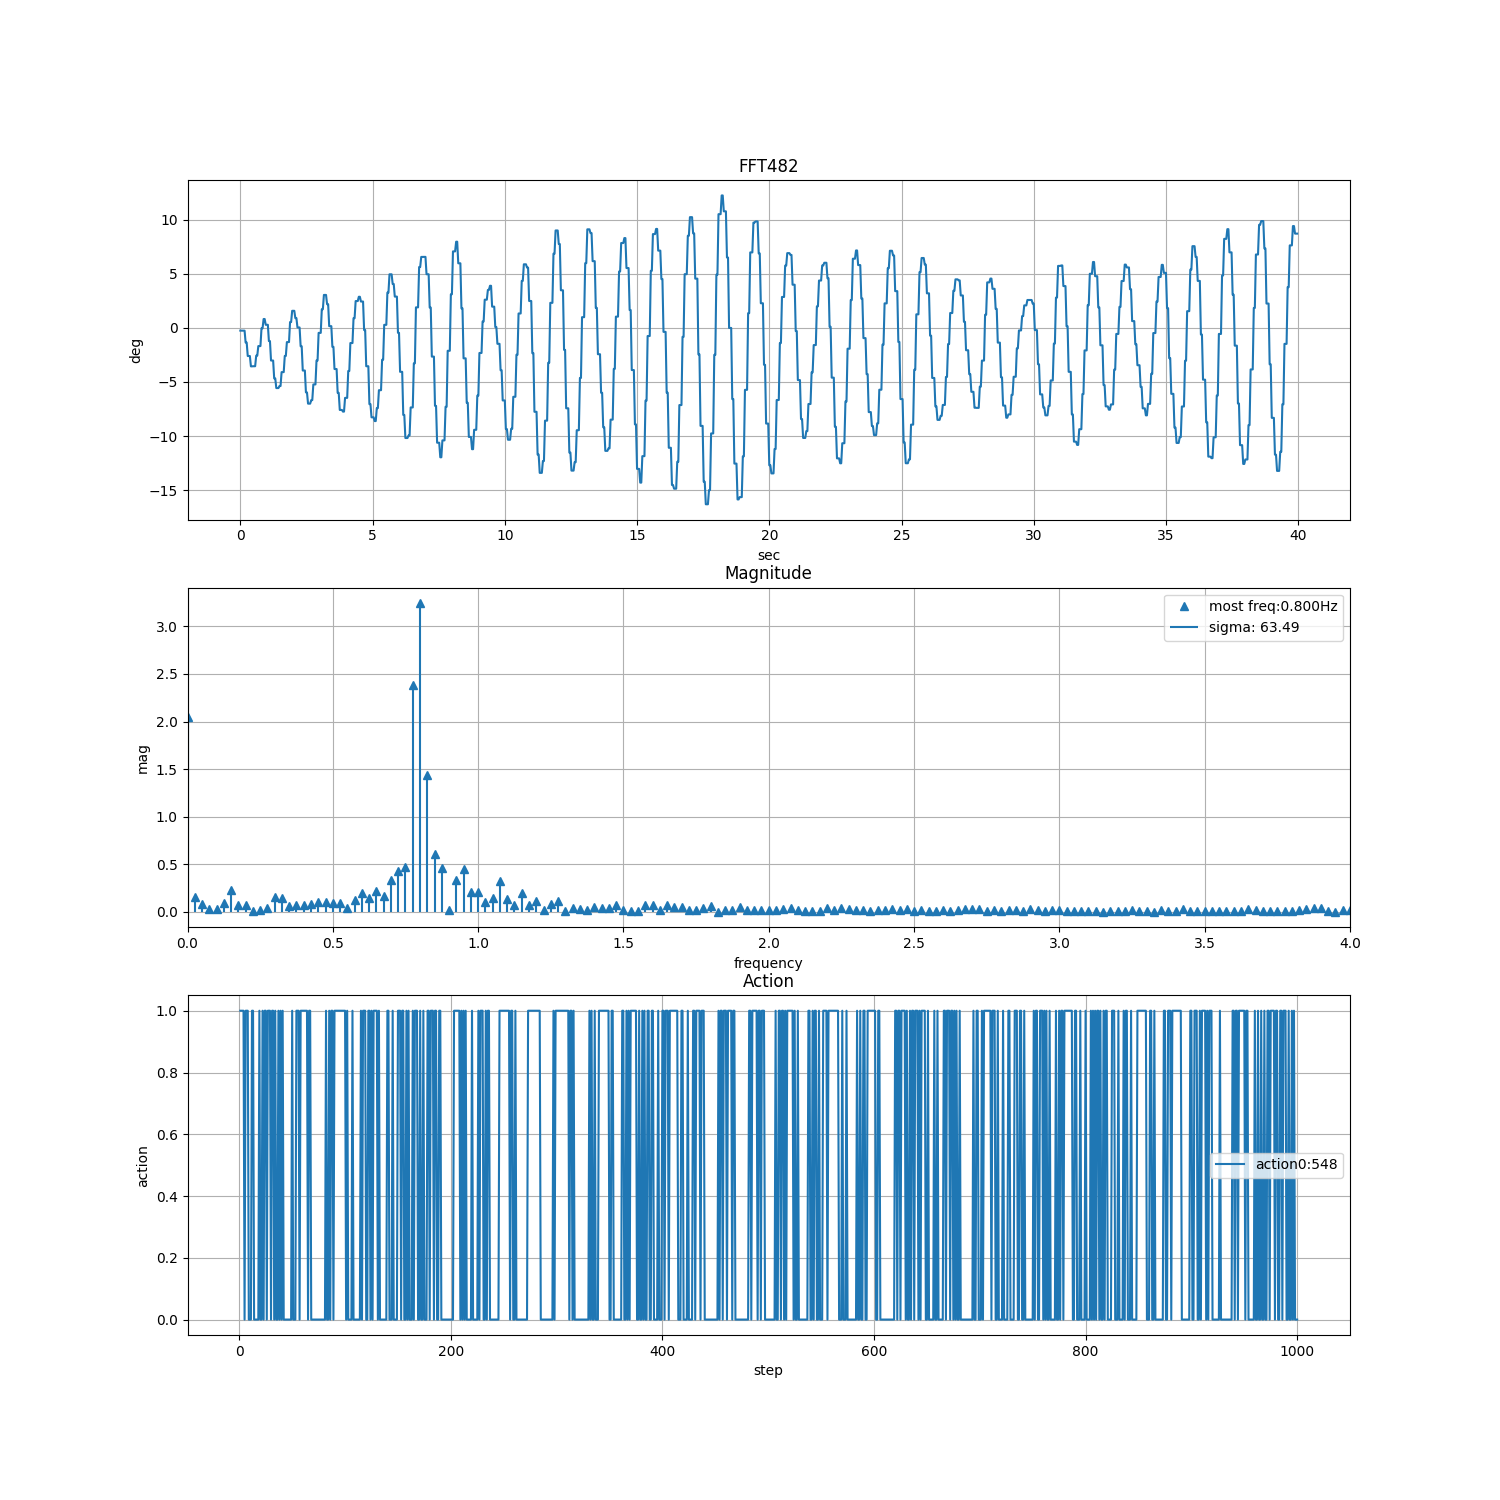 FFT482
deg
10
5
0
−5
−10
−15
0 5 10 15 20 25 30 35 40
sec
Magnitude
mag
3.0
2.5
2.0
1.5
1.0
0.5
0.0
most freq:0.800Hz
sigma: 63.49
0.0 0.5 1.0 1.5 2.0 2.5 3.0 3.5 4.0
frequency
Action
action
1.0
0.8
0.6
0.4
0.2
0.0
action0:548
0 200 400 600 800 1000
step